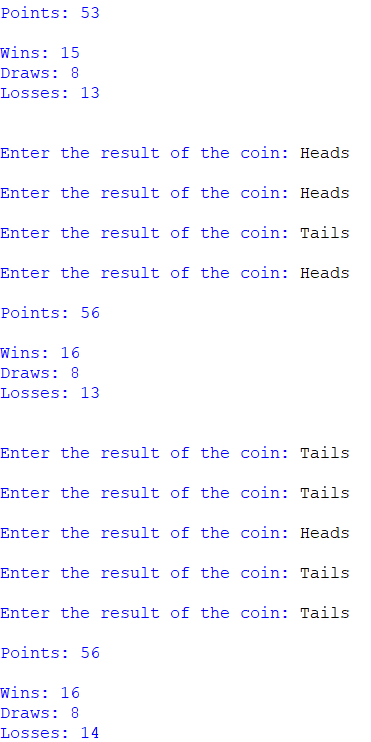 Points: 53
Wins: 15
Draws: 8
Losses: 13
Enter the result of the coin: Heads
Enter the result of the coin: Heads
Enter the result of the coin: Tails
Enter the result of the coin: Heads
Points: 56
Wins: 16
Draws: 8
Losses: 13
Enter the result of the coin: Tails
Enter the result of the coin: Tails
Enter the result of the coin: Heads
Enter the result of the coin: Tails
Enter the result of the coin: Tails
Points: 56
Wins: 16
Draws: 8
Losses: 14